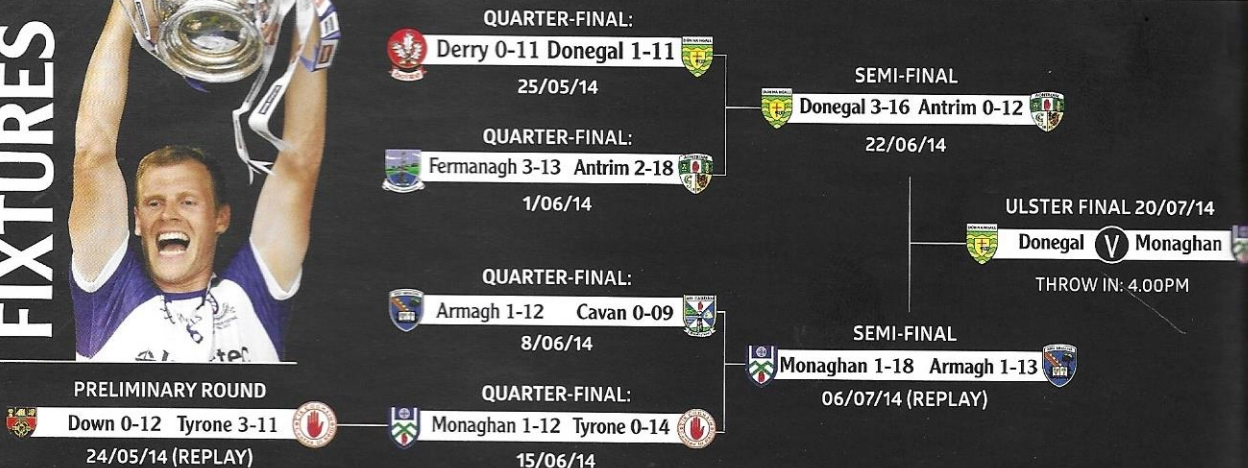 FIXTURES
QUARTER-FINAL:
Derry 0-11 Donegal 1-11
25/05/14
QUARTER-FINAL:
Fermanagh 3-13 Antrim 2-18
1/06/14
SEMI-FINAL
Donegal 3-16 Antrim 0-12
22/06/14
ULSTER FINAL 20/07/14
Donegal V Monaghan
THROW IN: 4.00PM
QUARTER-FINAL:
Armagh 1-12 Cavan 0-09
8/06/14
SEMI-FINAL
Monaghan 1-18 Armagh 1-13
06/07/14 (REPLAY)
PRELIMINARY ROUND
Down 0-12 Tyrone 3-11
24/05/14 (REPLAY)
QUARTER-FINAL:
Monaghan 1-12 Tyrone 0-14
15/06/14